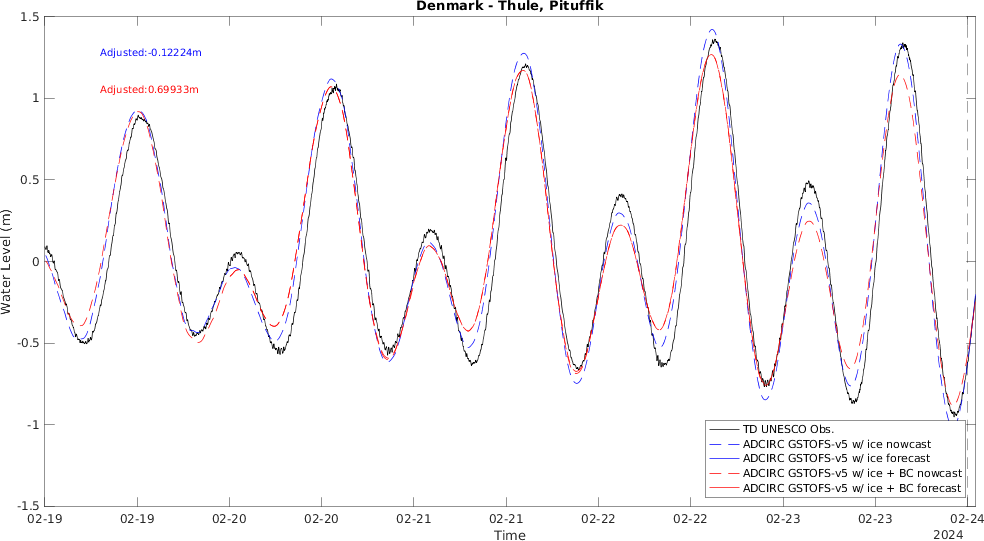 Denmark - Thule, Pituffik
1.5
Adjusted:-0.12224m
Adjusted:0.69933m
1
0.5
0
-0.5
-1
-1.5
Water Level (m)
TD UNESCO Obs.
ADCIRC GSTOFS-v5 w/ ice nowcast
ADCIRC GSTOFS-v5 w/ ice forecast
ADCIRC GSTOFS-v5 w/ ice + BC nowcast
ADCIRC GSTOFS-v5 w/ ice + BC forecast
02-19 02-19 02-20 02-20 02-21 02-21 02-22 02-22 02-23 02-23 02-24
Time
2024